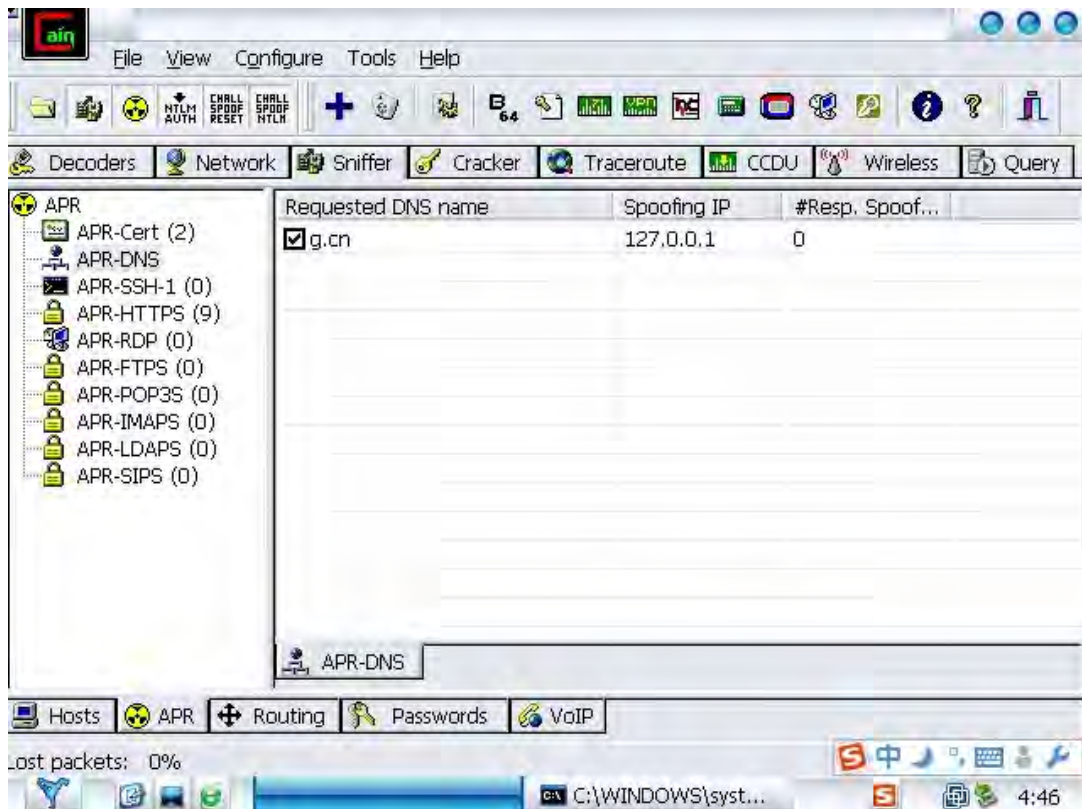 Cain
File View Configure Tools Help
NTLM AUTH CHALL SPOOF RESET CHALL SPOOF NTLM B64
Decoders Network Sniffer Cracker Traceroute CCDU Wireless Query
APR
APR-Cert (2)
APR-DNS
APR-SSH-1 (0)
APR-HTTPS (9)
APR-RDP (0)
APR-FTPS (0)
APR-POP3S (0)
APR-IMAPS (0)
APR-LDAPS (0)
APR-SIPS (0)
Requested DNS name Spoofing IP #Resp. Spoof...
g.cn 127.0.0.1 0
APR-DNS
Hosts APR Routing Passwords VoIP
Lost packets: 0%
中
C:\WINDOWS\syst... 4:46